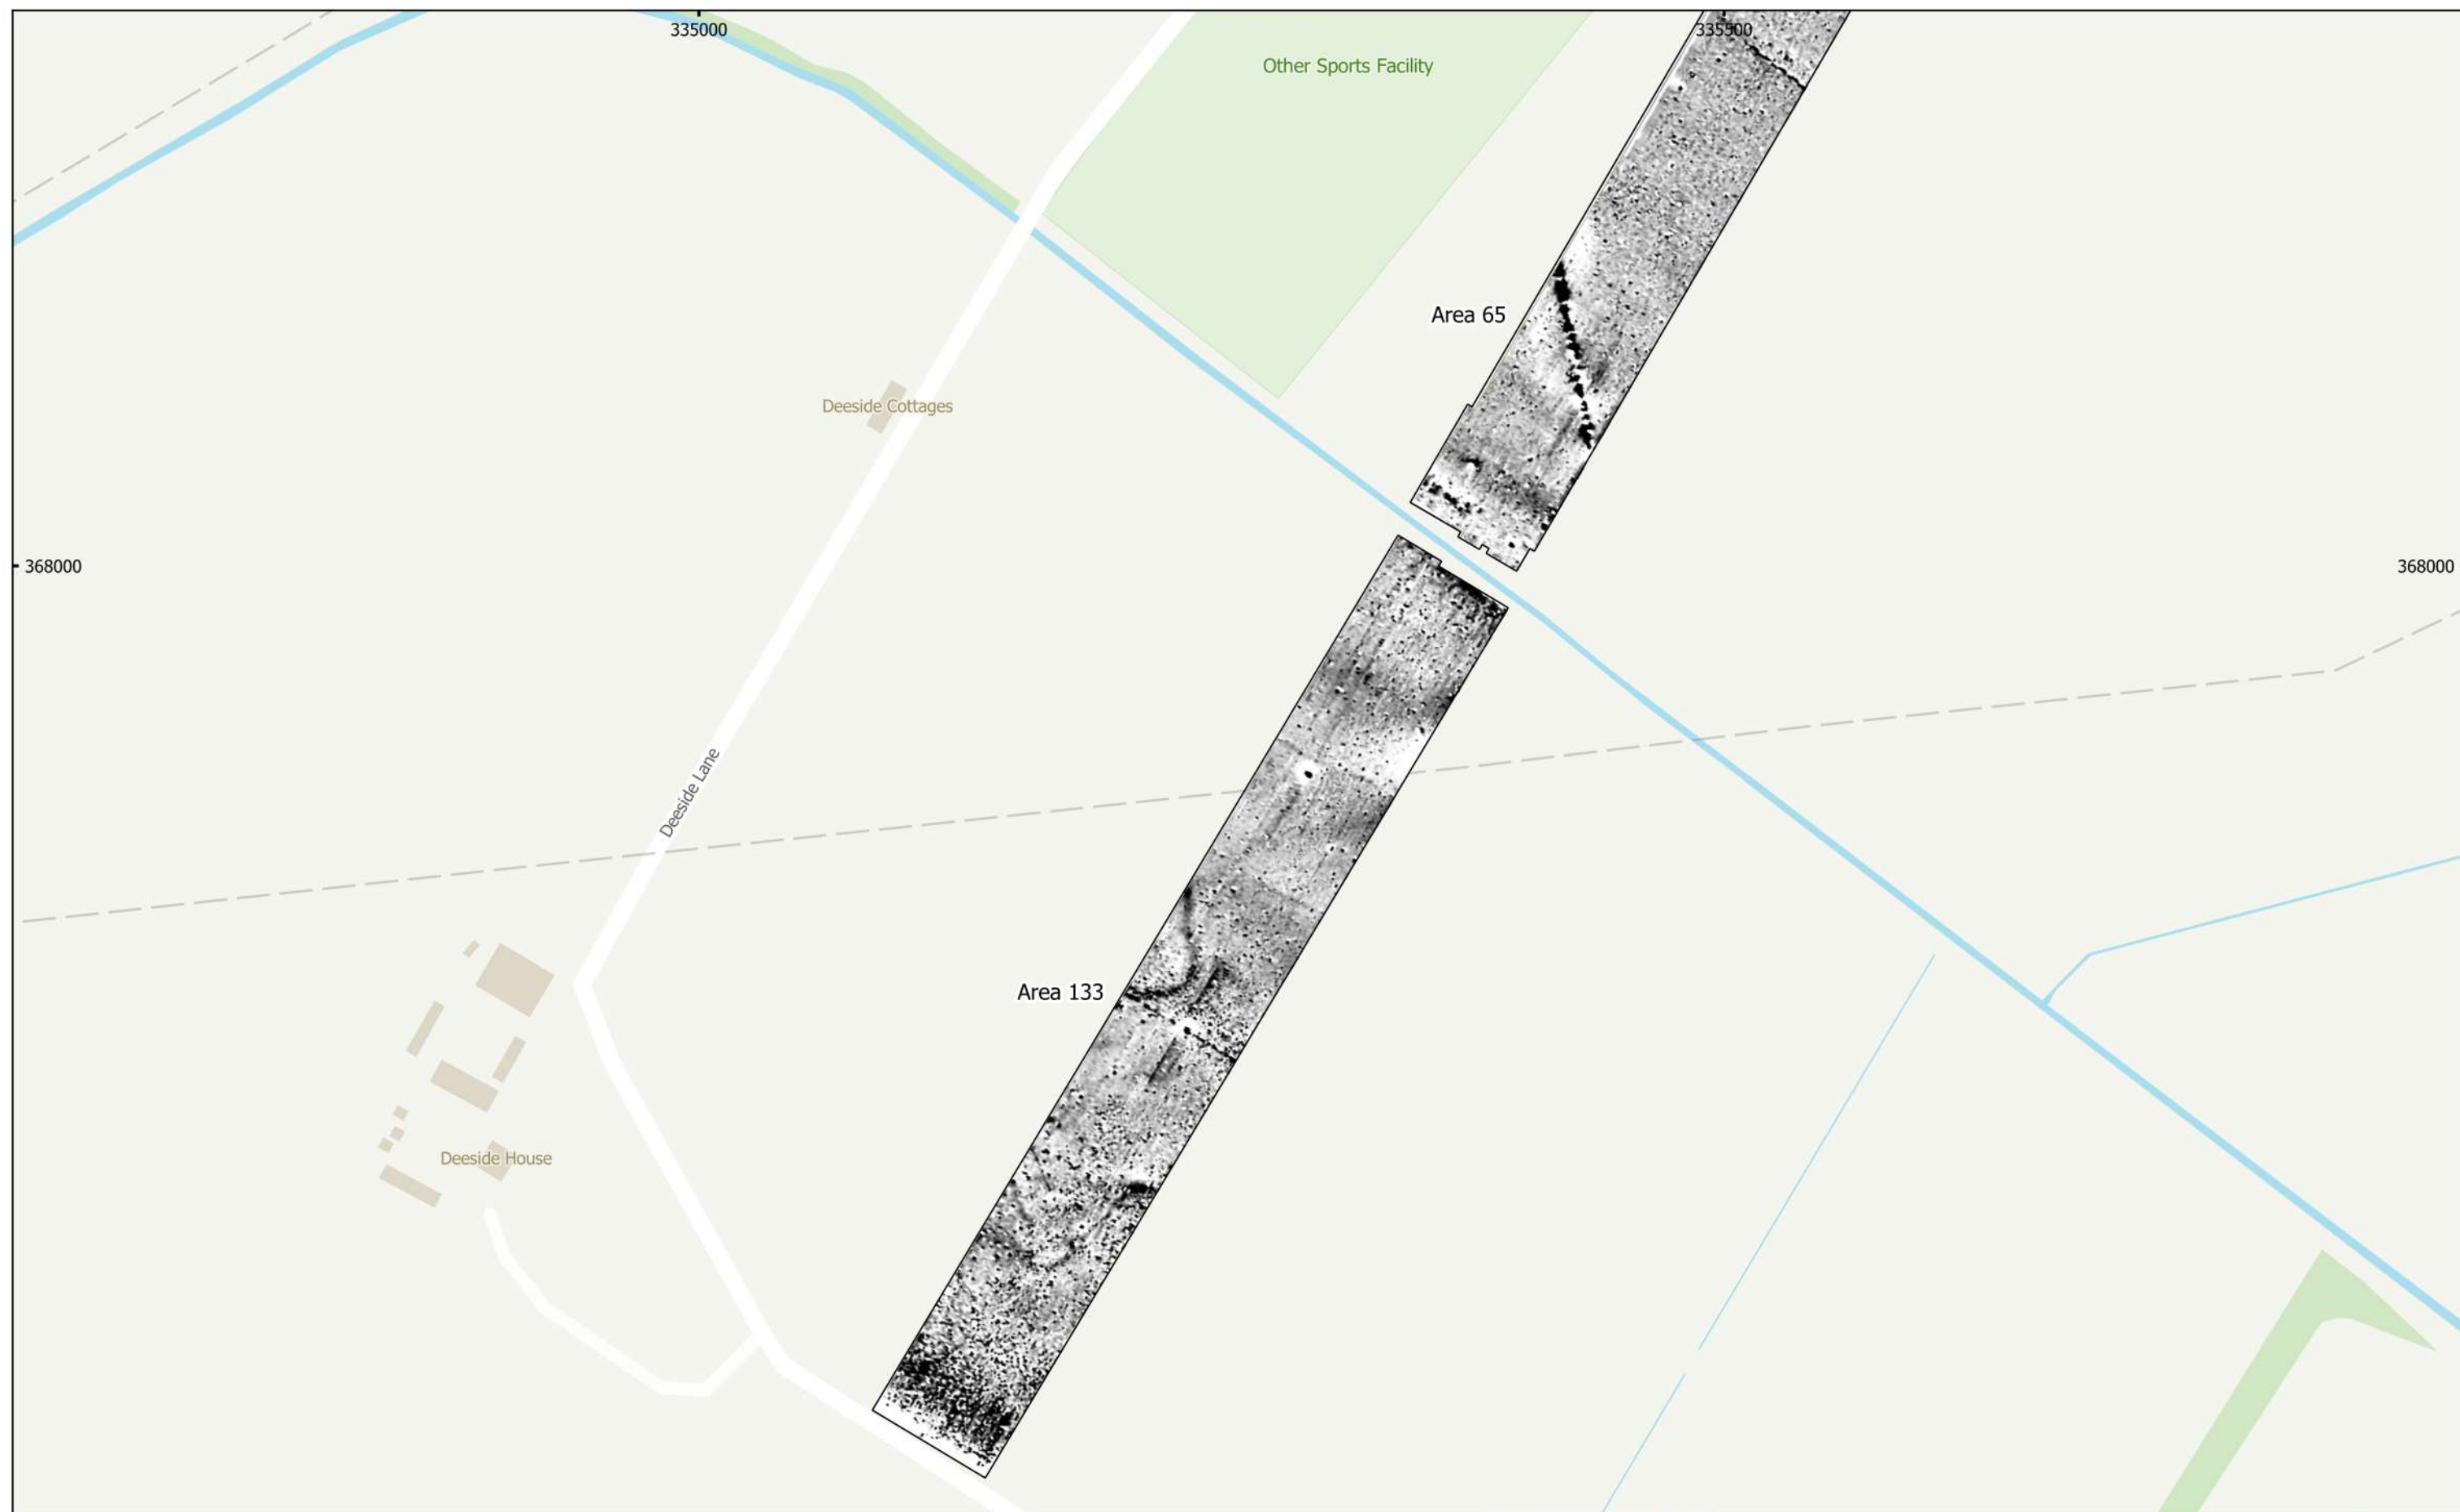 335000
335500
Other Sports Facility
Area 65
Deeside Cottages
368000
368000
Deeside Lane
Area 133
Deeside House